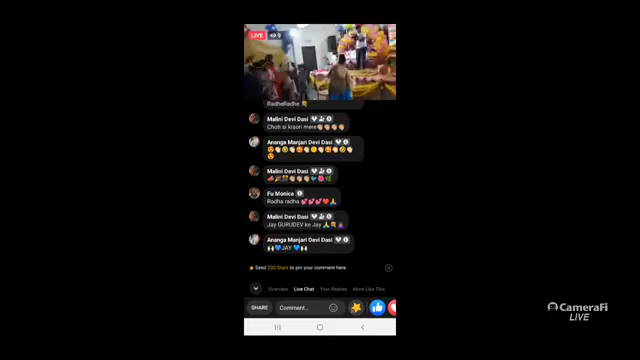 LIVE
9
RadheRadhe
Malini Devi Dasi
Choti si kisori mere👏👏👏👏
Ananga Manjari Devi Dasi
Malini Devi Dasi
Fu Monica
Radha radha 💕💕💕❤️🙏
Malini Devi Dasi
Jay GURUDEV ke Jay
Ananga Manjari Devi Dasi
🙌💙JAY 💙🙌
Send 200 Stars to pin your comment here.
Overview Live Chat Your Replies More Like This
SHARE Comment...
CameraFi
LIVE